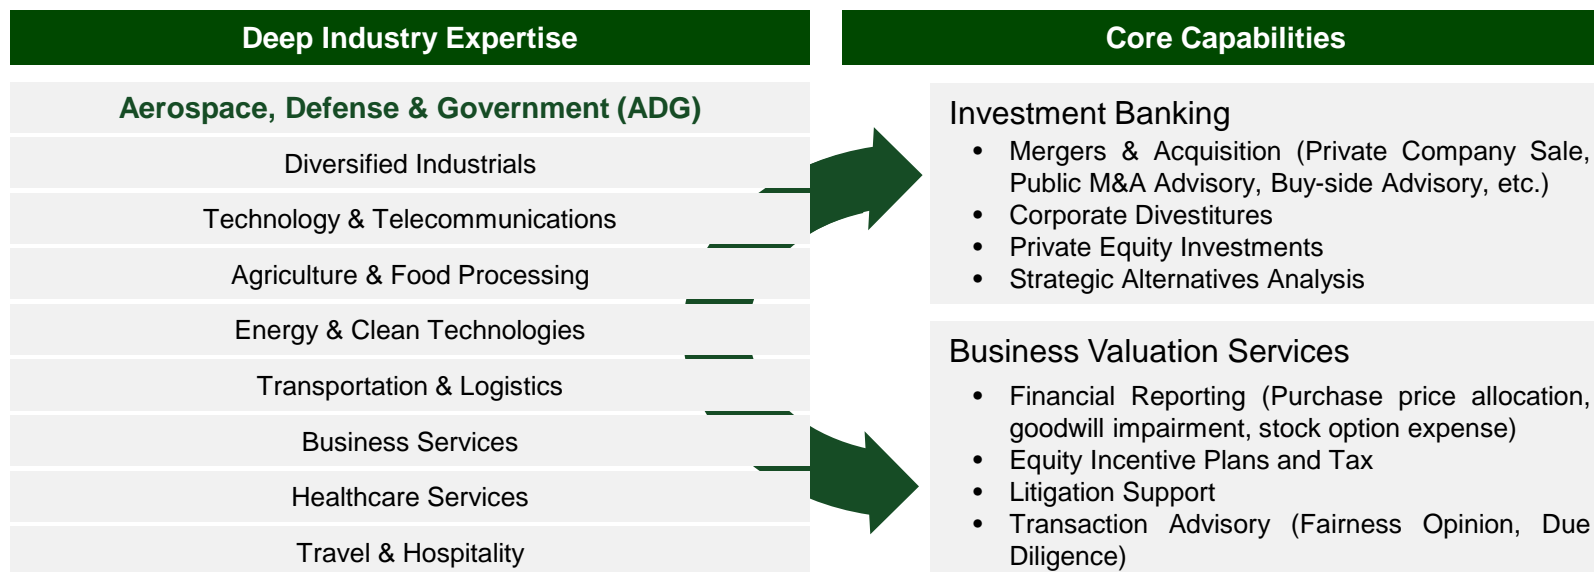 Deep Industry Expertise
Aerospace, Defense & Government (ADG)
Diversified Industrials
Technology & Telecommunications
Agriculture & Food Processing
Energy & Clean Technologies
Transportation & Logistics
Business Services
Healthcare Services
Travel & Hospitality
Core Capabilities
Investment Banking
• Mergers & Acquisition (Private Company Sale,
Public M&A Advisory, Buy-side Advisory, etc.)
• Corporate Divestitures
• Private Equity Investments
• Strategic Alternatives Analysis
Business Valuation Services
• Financial Reporting (Purchase price allocation,
goodwill impairment, stock option expense)
• Equity Incentive Plans and Tax
• Litigation Support
• Transaction Advisory (Fairness Opinion, Due
Diligence)